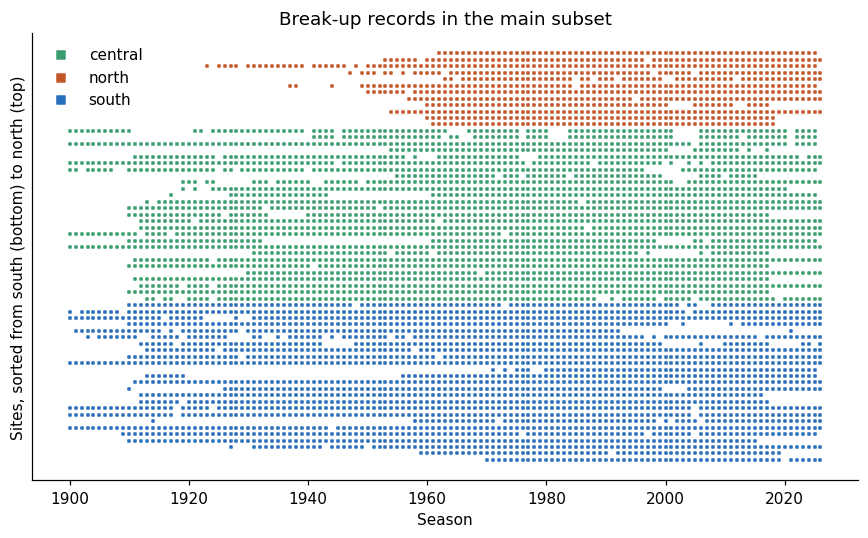 Break-up records in the main subset
central
north
south
Sites, sorted from south (bottom) to north (top)
1900 1920 1940 1960 1980 2000 2020
Season